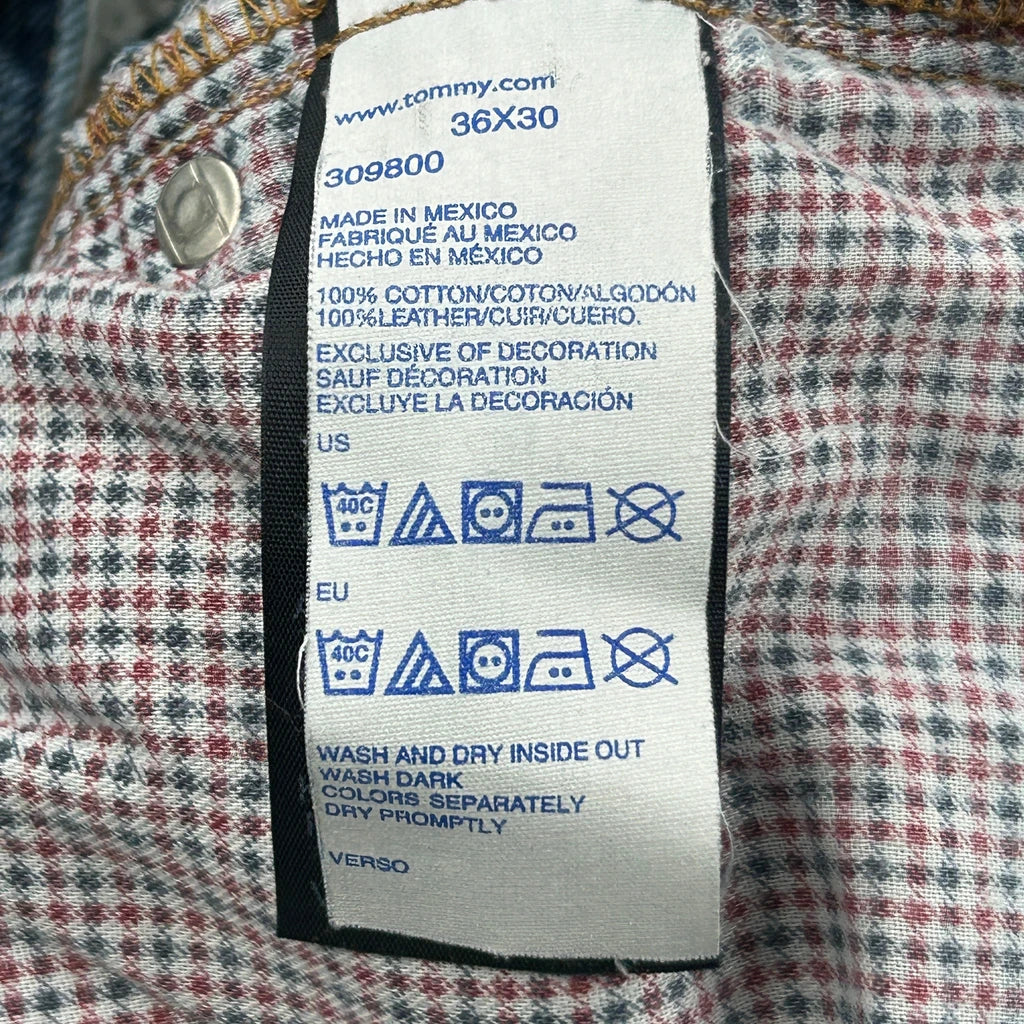 www.tommy.com
36X30
309800
MADE IN MEXICO
FABRIQUÉ AU MEXICO
HECHO EN MÉXICO
100% COTTON/COTON/ALGODÓN
100%LEATHER/CUIR/CUERO.
EXCLUSIVE OF DECORATION
SAUF DÉCORATION
EXCLUYE LA DECORACIÓN
US
40C
EU
40C
WASH AND DRY INSIDE OUT
WASH DARK
COLORS SEPARATELY
DRY PROMPTLY
VERSO